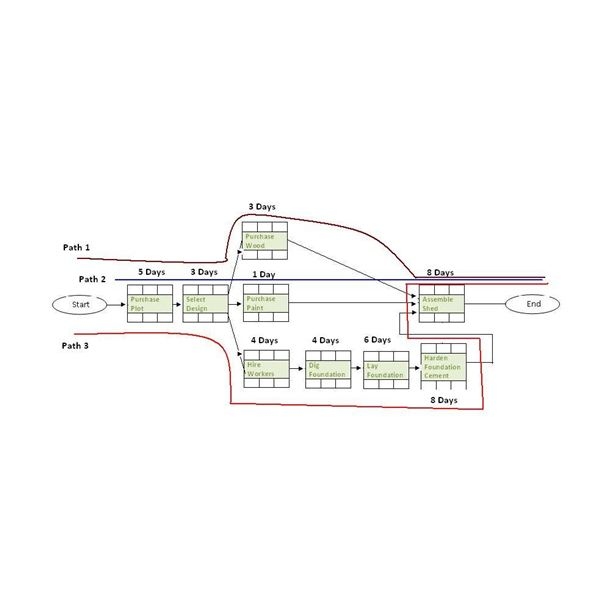 3 Days
Purchase
Wood
Path 1
Path 2
5 Days
3 Days
1 Day
8 Days
Start
Purchase
Plot
Select
Design
Purchase
Paint
Assemble
Shed
End
Path 3
4 Days
4 Days
6 Days
Hire
Workers
Dig
Foundation
Lay
Foundation
Harden
Foundation
Cement
8 Days